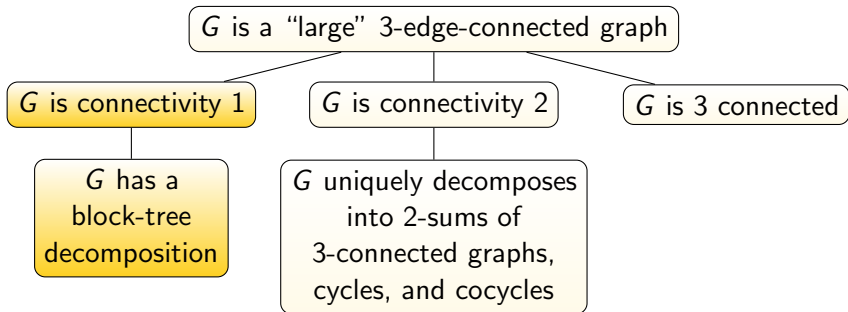 G is a “large” 3-edge-connected graph
G is connectivity 1
G is connectivity 2
G is 3 connected
G has a
block-tree
decomposition
G uniquely decomposes
into 2-sums of
3-connected graphs,
cycles, and cocycles